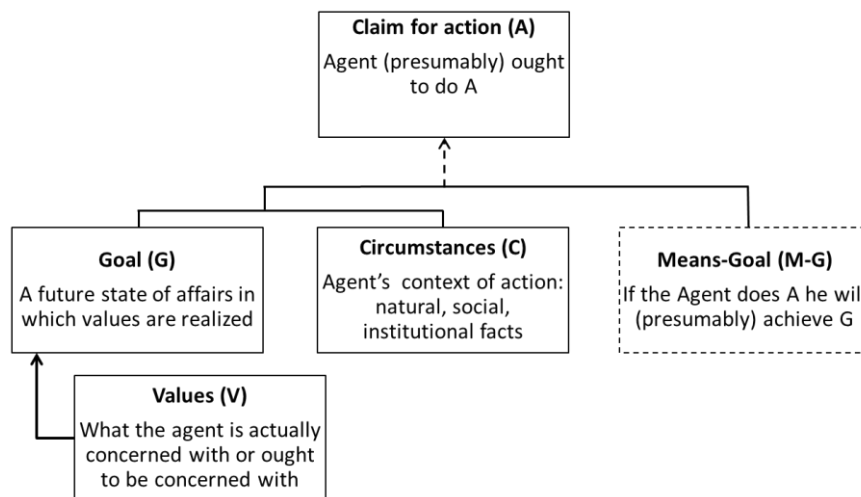 Claim for action (A)
Agent (presumably) ought
to do A
Goal (G)
A future state of affairs in
which values are realized
Circumstances (C)
Agent's context of action:
natural, social,
institutional facts
Means-Goal (M-G)
If the Agent does A he wil
(presumably) achieve G
Values (V)
What the agent is actually
concerned with or ought
to be concerned with